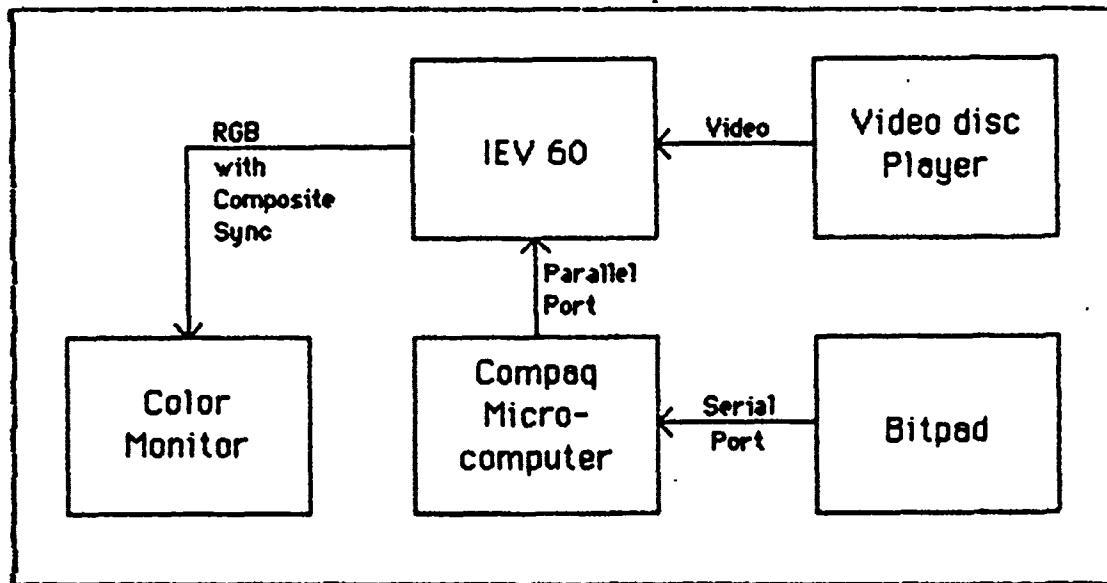 RGB
with
Composite
Sync
IEV 60
Video
Video disc
Player
Parallel
Port
Color
Monitor
Compaq
Micro-
computer
Serial
Port
Bitpad